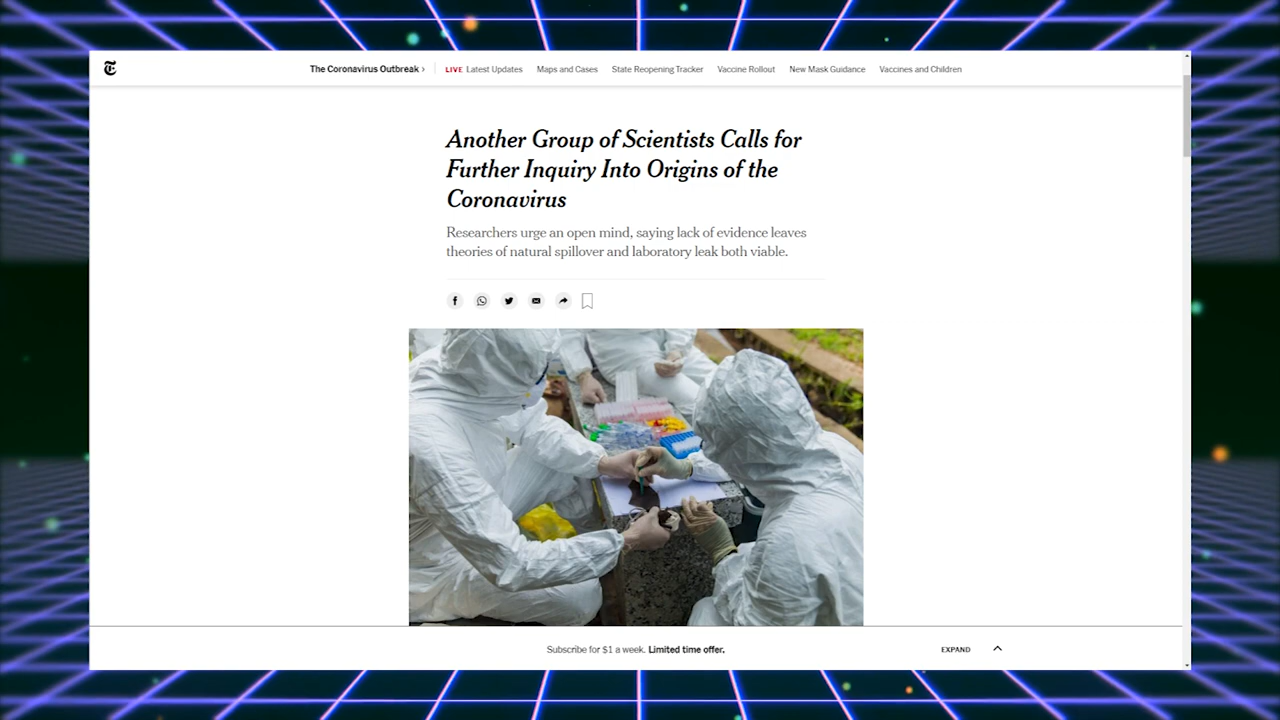 The Coronavirus Outbreak › LIVE Latest Updates Maps and Cases State Reopening Tracker Vaccine Rollout New Mask Guidance Vaccines and Children
Another Group of Scientists Calls for
Further Inquiry Into Origins of the
Coronavirus
Researchers urge an open mind, saying lack of evidence leaves
theories of natural spillover and laboratory leak both viable.
Subscribe for $1 a week. Limited time offer. EXPAND